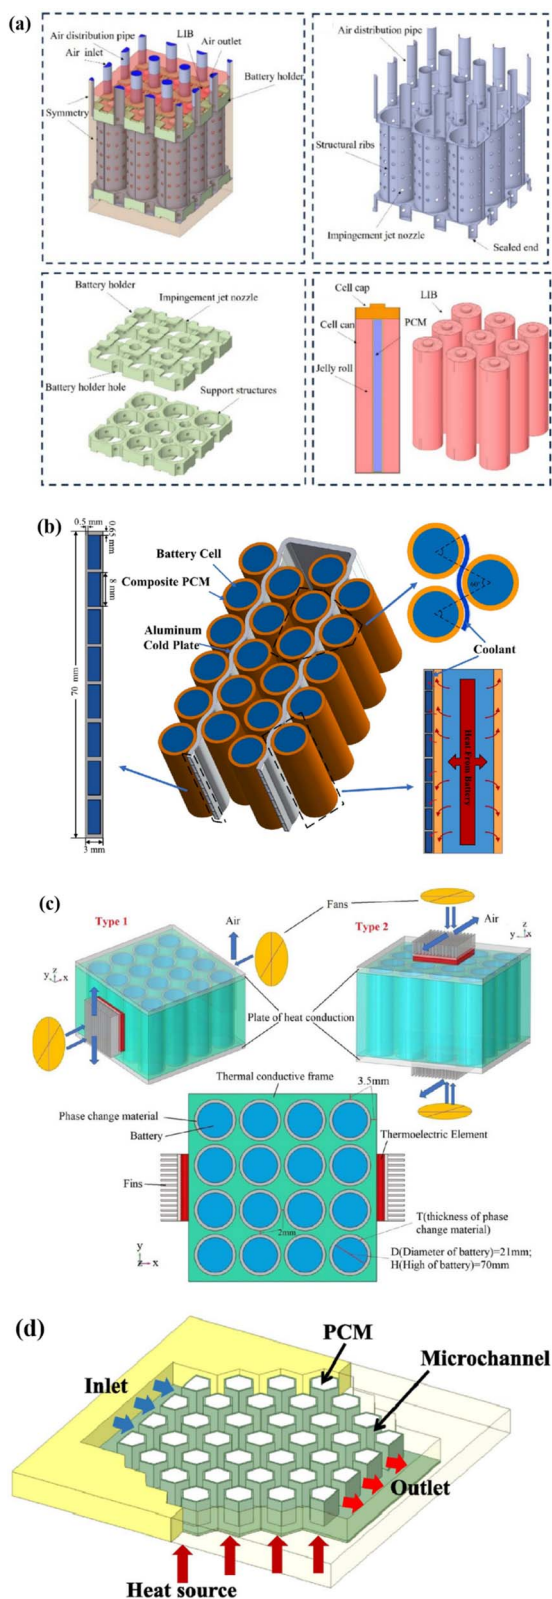 (a)
Air distribution pipe
LIB
Air outlet
Air inlet
Battery holder
Symmetry
Air distribution pipe
Structural ribs
Impingement jet nozzle
Sealed end
Battery holder
Impingement jet nozzle
Battery holder hole
Support structures
Cell cap
Cell can
PCM
Jelly roll
LIB
(b)
0.5 mm
0.65 mm
8 mm
70 mm
3 mm
Battery Cell
Composite PCM
Aluminum
Cold Plate
60°
Coolant
Heat From Battery
(c)
Type 1
Air
Fans
Type 2
Air
z
y
x
z
y
x
Plate of heat conduction
Thermal conductive frame
3.5mm
Phase change material
Battery
Thermoelectric Element
Fins
2mm
T(thickness of phase
change material)
D(Diameter of battery)=21mm;
H(High of battery)=70mm
y
z
x
(d)
PCM
Microchannel
Inlet
Outlet
Heat source